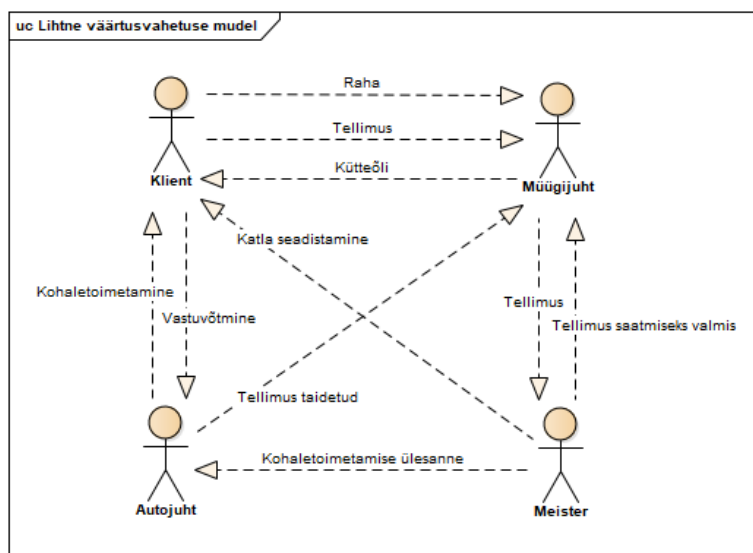 uc Lihtne väärtusvahetuse mudel
Raha
Tellimus
Kütteõli
Klient
Müügijuht
Katla seadistamine
Kohaletoimetamine
Vastuvõtmine
Tellimus
Tellimus saatmiseks valmis
Tellimus taidetud
Kohaletoimetamise ülesanne
Autojuht
Meister